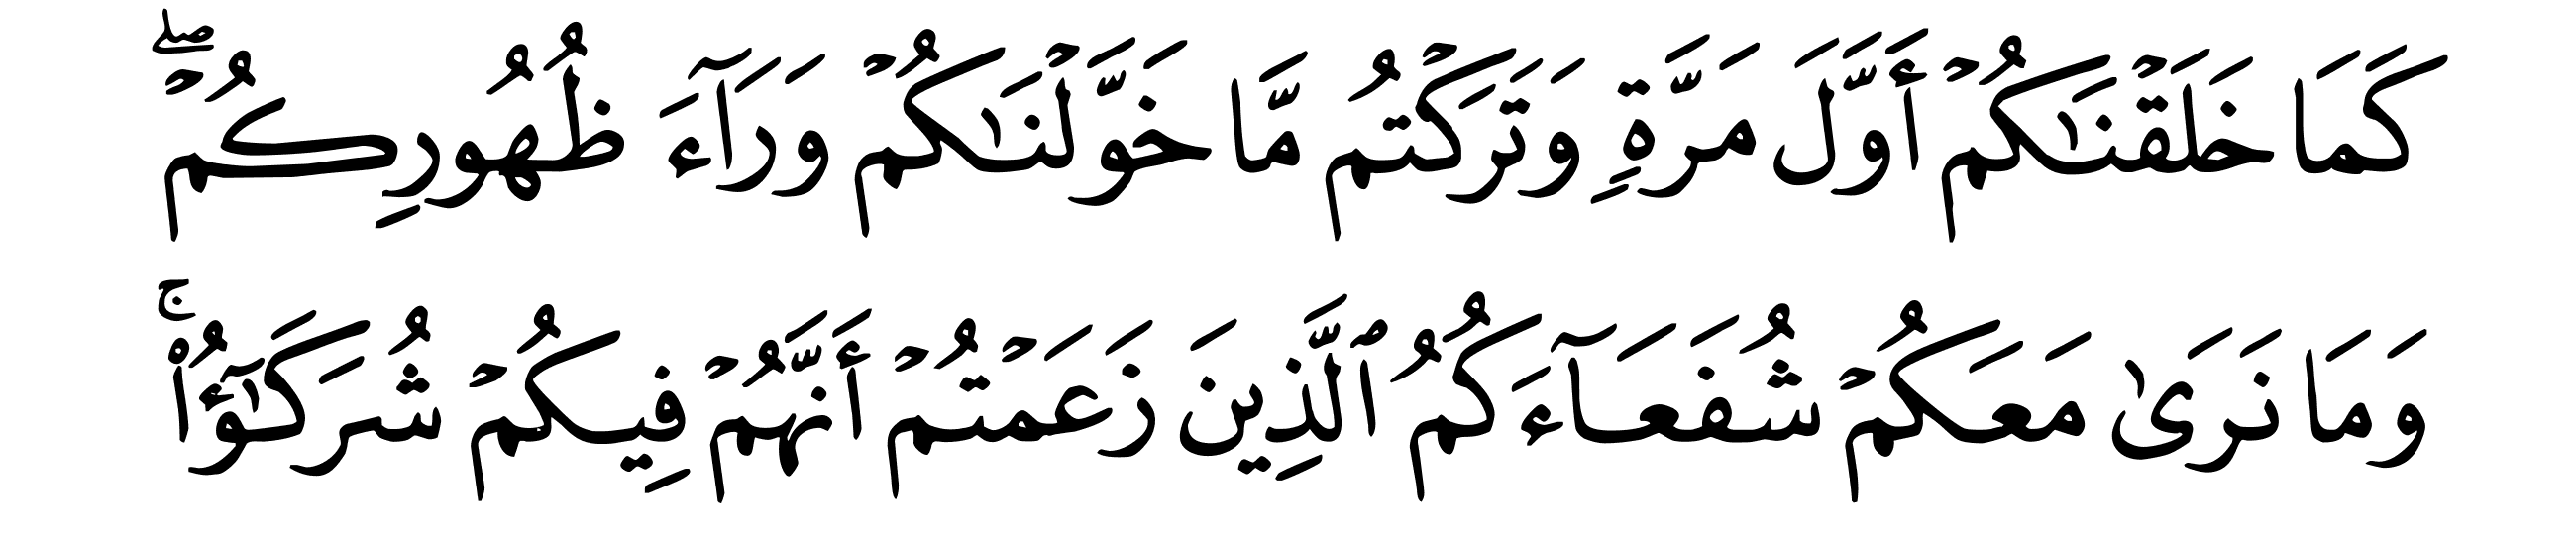 كَمَا خَلَقۡنَٰكُمۡ أَوَّلَ مَرَّةٖ وَتَرَكۡتُم مَّا خَوَّلۡنَٰكُمۡ وَرَآءَ ظُهُورِكُمۡۖ
وَمَا نَرَىٰ مَعَكُمۡ شُفَعَآءَكُمُ ٱلَّذِينَ زَعَمۡتُمۡ أَنَّهُمۡ فِيكُمۡ شُرَكَٰٓؤُاْۚ